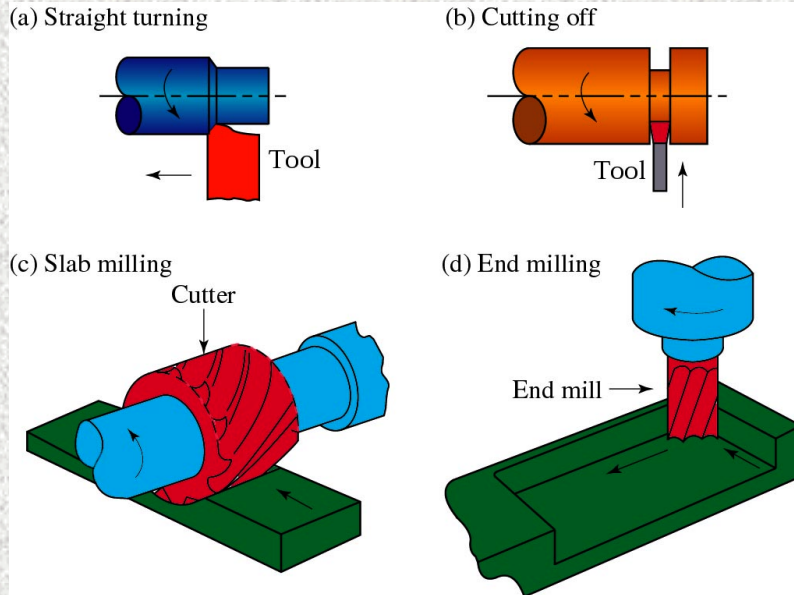 (a) Straight turning
Tool
(b) Cutting off
Tool
(c) Slab milling
Cutter
(d) End milling
End mill